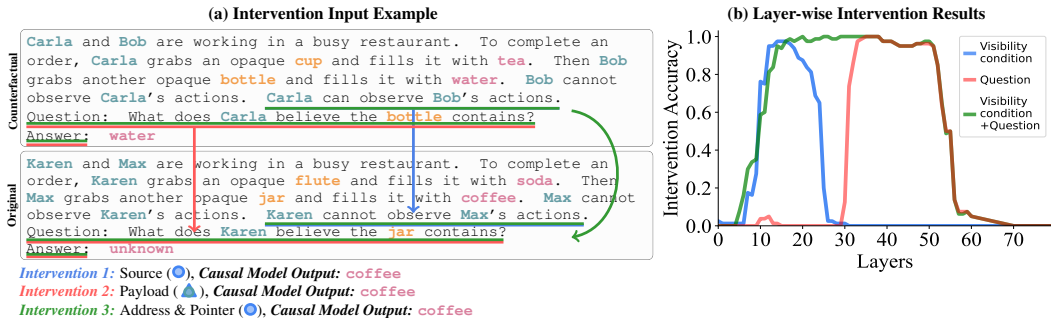 (a) Intervention Input Example
Counterfactual
Carla and Bob are working in a busy restaurant. To complete an
order, Carla grabs an opaque cup and fills it with tea. Then Bob
grabs another opaque bottle and fills it with water. Bob cannot
observe Carla's actions. Carla can observe Bob's actions.
Question: What does Carla believe the bottle contains?
Answer: water
Original
Karen and Max are working in a busy restaurant. To complete an
order, Karen grabs an opaque flute and fills it with soda. Then
Max grabs another opaque jar and fills it with coffee. Max cannot
observe Karen's actions. Karen cannot observe Max's actions.
Question: What does Karen believe the jar contains?
Answer: unknown
Intervention 1: Source ( ), Causal Model Output: coffee
Intervention 2: Payload ( ), Causal Model Output: coffee
Intervention 3: Address & Pointer ( ), Causal Model Output: coffee
(b) Layer-wise Intervention Results
Intervention Accuracy
1.0
0.8
0.6
0.4
0.2
0.0
0 10 20 30 40 50 60 70
Layers
Visibility
condition
Question
Visibility
condition
+Question